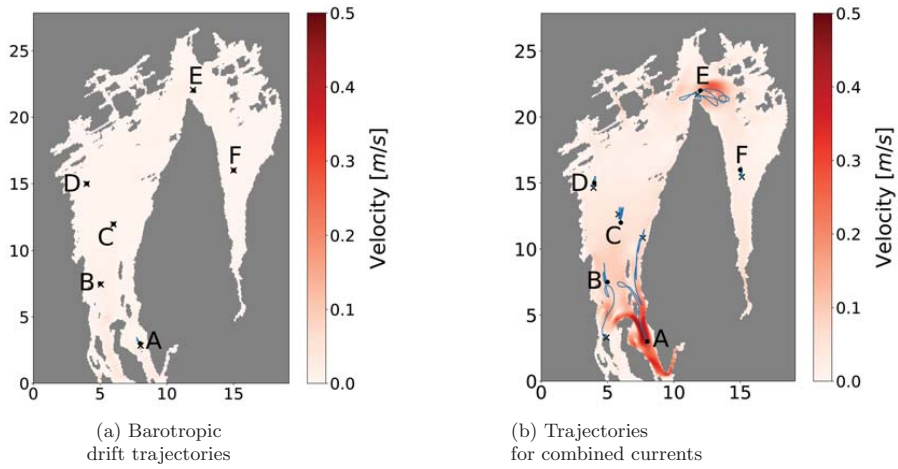 25
20
15
10
5
0
0 5 10 15
E
F
D
C
B
A
0.5
0.4
0.3
0.2
0.1
0.0
Velocity [m/s]
(a) Barotropic
drift trajectories
25
20
15
10
5
0
0 5 10 15
E
F
D
C
B
A
0.5
0.4
0.3
0.2
0.1
0.0
Velocity [m/s]
(b) Trajectories
for combined currents